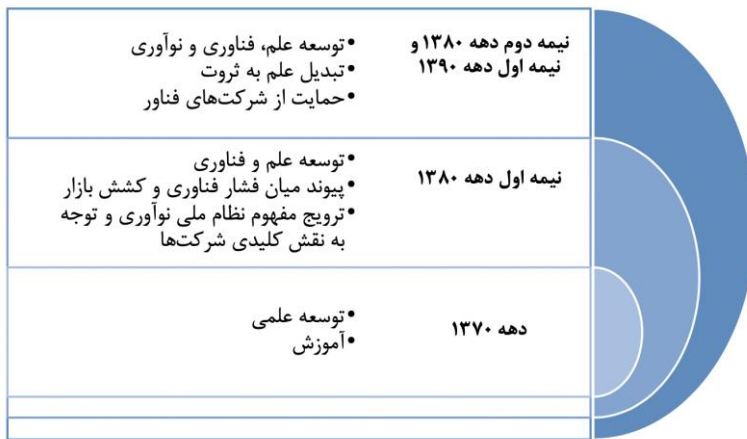 نیمه دوم دهه ۱۳۸۰ و
نیمه اول دهه ۱۳۹۰
•توسعه علم، فناوری و نوآوری
•تبدیل علم به ثروت
•حمایت از شرکت‌های فناور
نیمه اول دهه ۱۳۸۰
•توسعه علم و فناوری
•پیوند میان فشار فناوری و کشش بازار
•ترویج مفهوم نظام ملی نوآوری و توجه
به نقش کلیدی شرکت‌ها
دهه ۱۳۷۰
•توسعه علمی
•آموزش